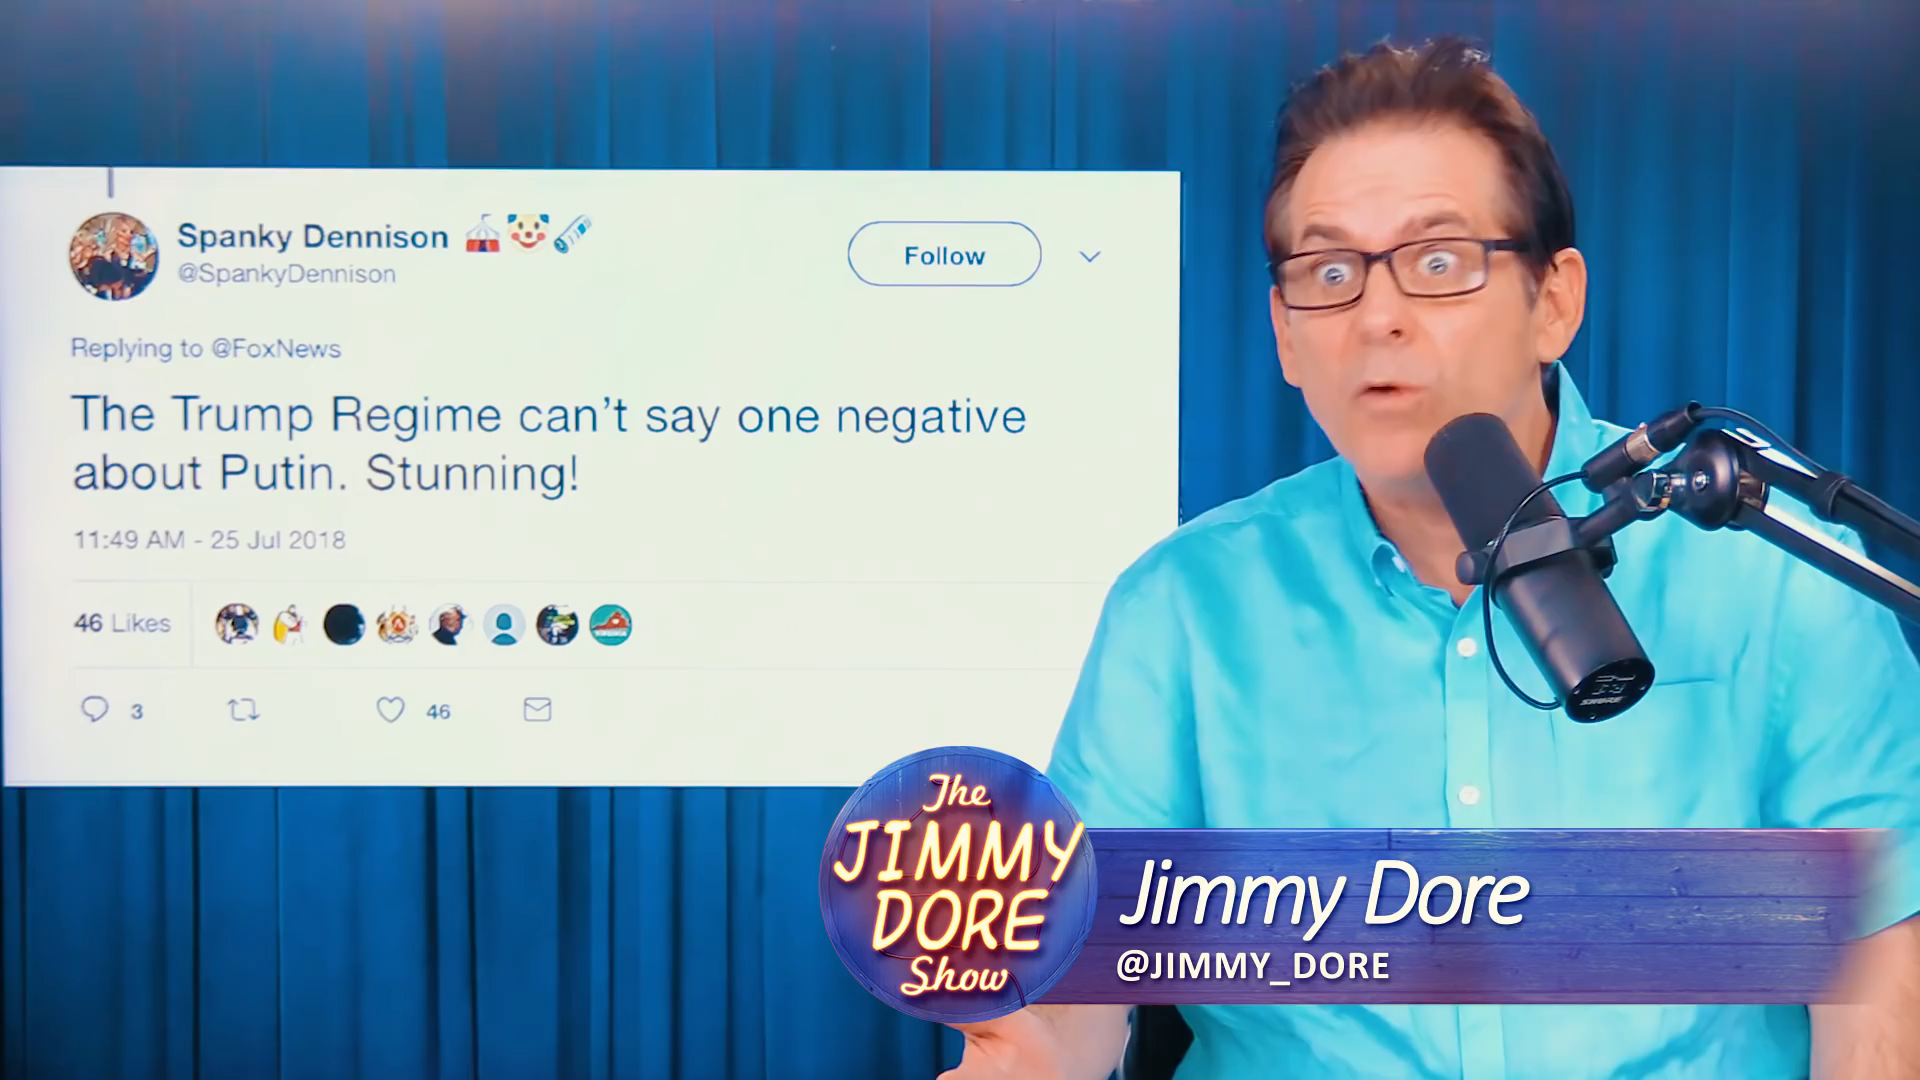 Spanky Dennison
@SpankyDennison
Follow
Replying to @FoxNews
The Trump Regime can't say one negative
about Putin. Stunning!
11:49 AM - 25 Jul 2018
46 Likes
3
46
The
JIMMY
DORE
Show
Jimmy Dore
@JIMMY_DORE
SHURE